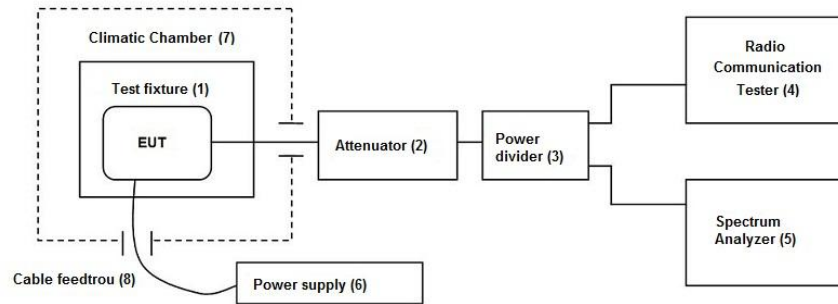 Climatic Chamber (7)
Test fixture (1)
EUT
Attenuator (2)
Power
divider (3)
Radio
Communication
Tester (4)
Spectrum
Analyzer (5)
Cable feedtrou (8)
Power supply (6)